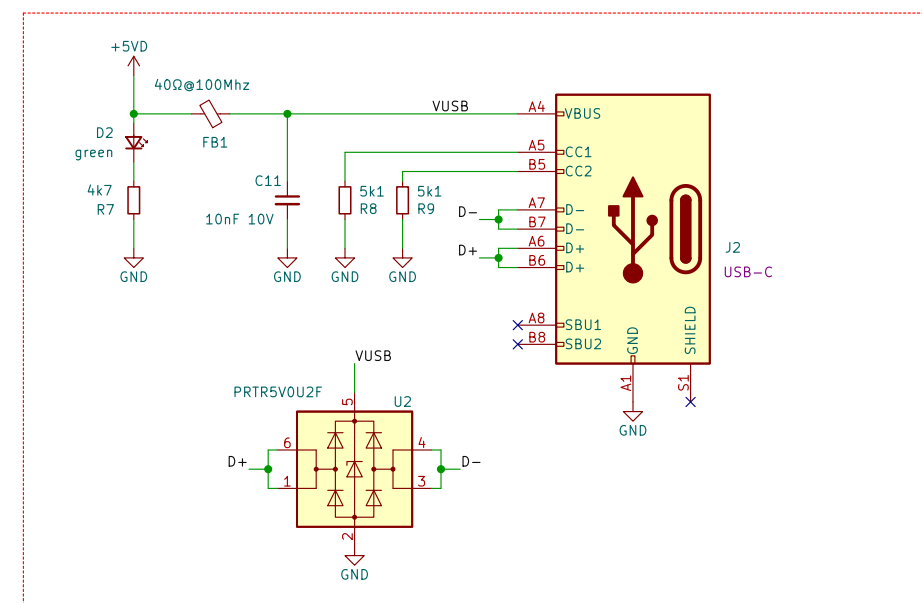 +5VD
40Ω@100Mhz
FB1
D2
green
4k7
R7
GND
C11
10nF 10V
GND
5k1
R8
GND
5k1
R9
GND
VUSB
A4
VBUS
A5
CC1
B5
CC2
D-
A7
D-
B7
D-
D+
A6
D+
B6
D+
A8
SBU1
B8
SBU2
GND
A1
GND
SHIELD
S1
J2
USB-C
VUSB
PRTR5V0U2F
U2
5
D+
6
1
4
3
D-
2
GND